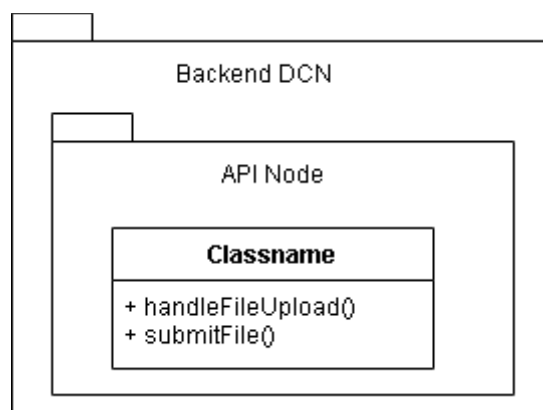 Backend DCN
API Node
Classname
+ handleFileUpload()
+ submitFile()